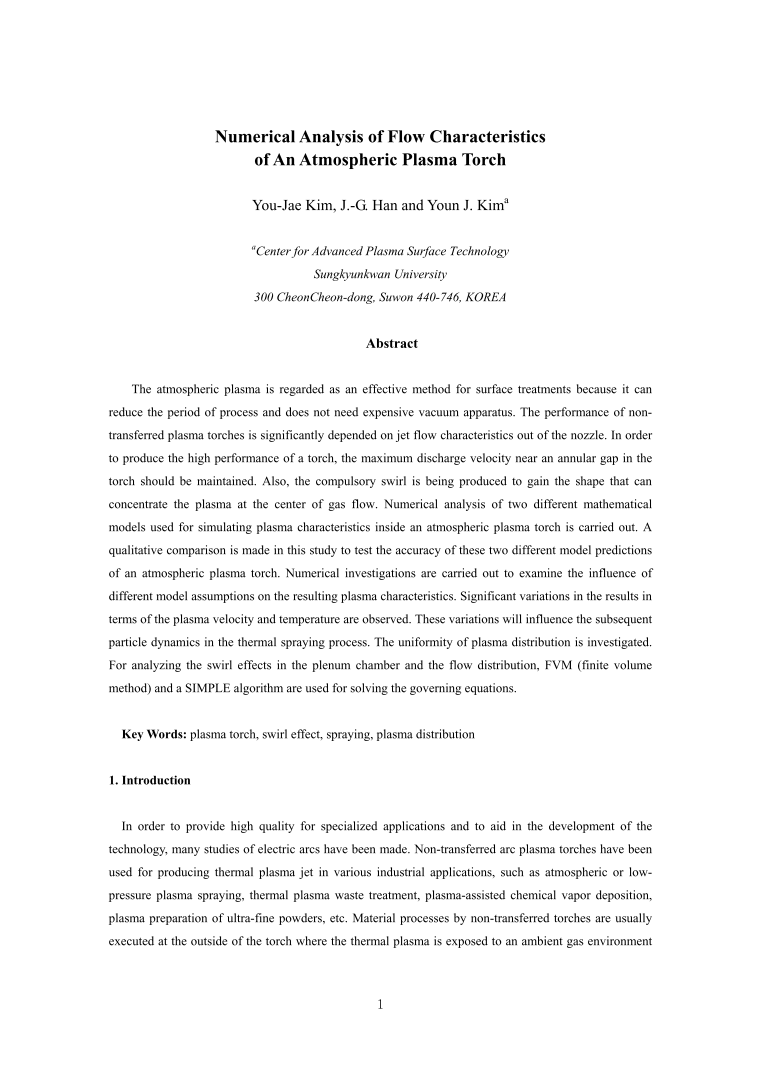 Numerical Analysis of Flow Characteristics
of An Atmospheric Plasma Torch
You-Jae Kim, J.-G. Han and Youn J. Kimª
ªCenter for Advanced Plasma Surface Technology
Sungkyunkwan University
300 CheonCheon-dong, Suwon 440-746, KOREA
Abstract
The atmospheric plasma is regarded as an effective method for surface treatments because it can
reduce the period of process and does not need expensive vacuum apparatus. The performance of non-
transferred plasma torches is significantly depended on jet flow characteristics out of the nozzle. In order
to produce the high performance of a torch, the maximum discharge velocity near an annular gap in the
torch should be maintained. Also, the compulsory swirl is being produced to gain the shape that can
concentrate the plasma at the center of gas flow. Numerical analysis of two different mathematical
models used for simulating plasma characteristics inside an atmospheric plasma torch is carried out. A
qualitative comparison is made in this study to test the accuracy of these two different model predictions
of an atmospheric plasma torch. Numerical investigations are carried out to examine the influence of
different model assumptions on the resulting plasma characteristics. Significant variations in the results in
terms of the plasma velocity and temperature are observed. These variations will influence the subsequent
particle dynamics in the thermal spraying process. The uniformity of plasma distribution is investigated.
For analyzing the swirl effects in the plenum chamber and the flow distribution, FVM (finite volume
method) and a SIMPLE algorithm are used for solving the governing equations.
Key Words: plasma torch, swirl effect, spraying, plasma distribution
1. Introduction
In order to provide high quality for specialized applications and to aid in the development of the
technology, many studies of electric arcs have been made. Non-transferred arc plasma torches have been
used for producing thermal plasma jet in various industrial applications, such as atmospheric or low-
pressure plasma spraying, thermal plasma waste treatment, plasma-assisted chemical vapor deposition,
plasma preparation of ultra-fine powders, etc. Material processes by non-transferred torches are usually
executed at the outside of the torch where the thermal plasma is exposed to an ambient gas environment
1